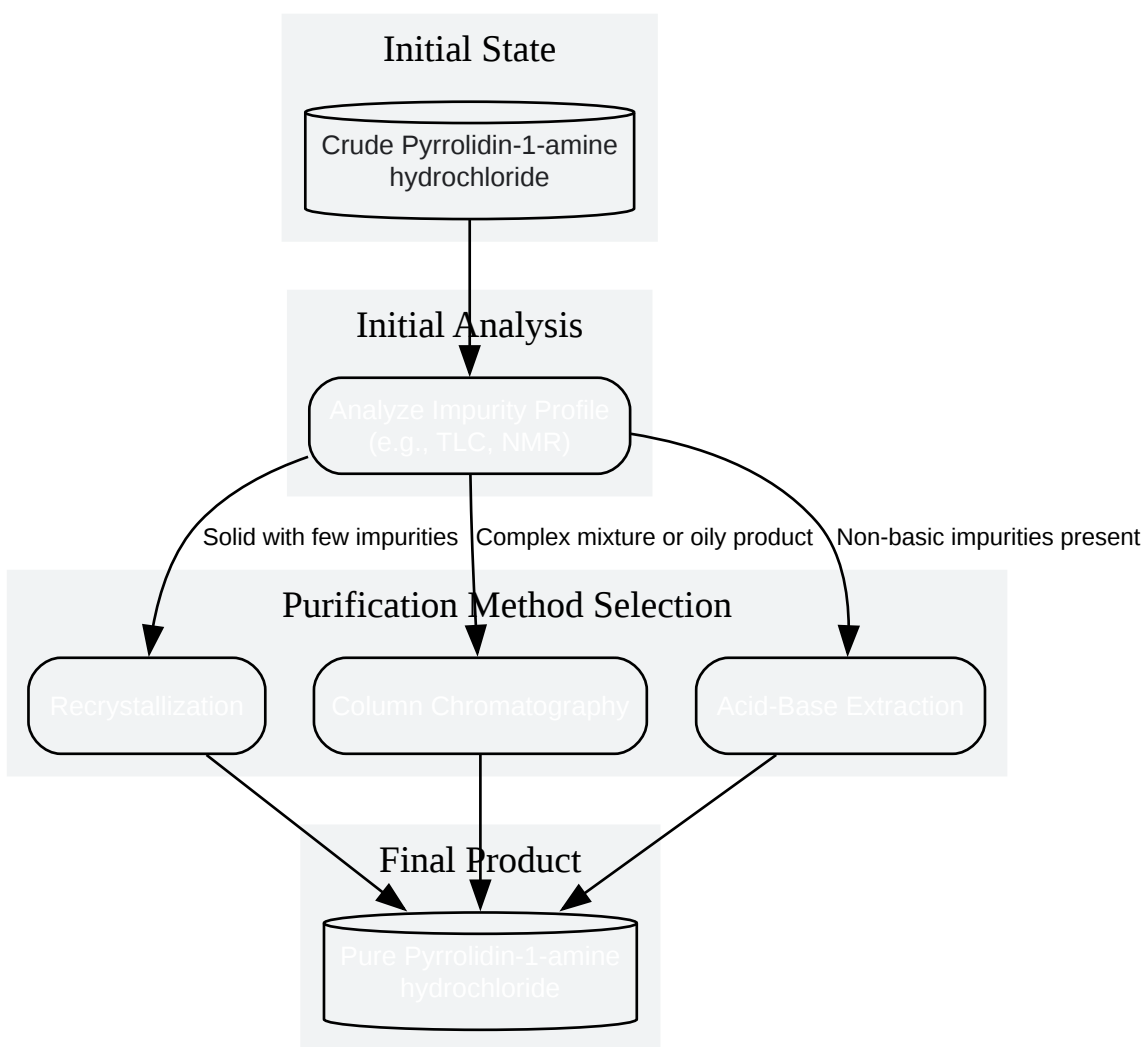 Initial State
Crude Pyrrolidin-1-amine
hydrochloride
Initial Analysis
Analyze Impurity Profile
(e.g., TLC, NMR)
Solid with few impurities
Complex mixture or oily product
Non-basic impurities present
Purification Method Selection
Recrystallization
Column Chromatography
Acid-Base Extraction
Final Product
Pure Pyrrolidin-1-amine
hydrochloride